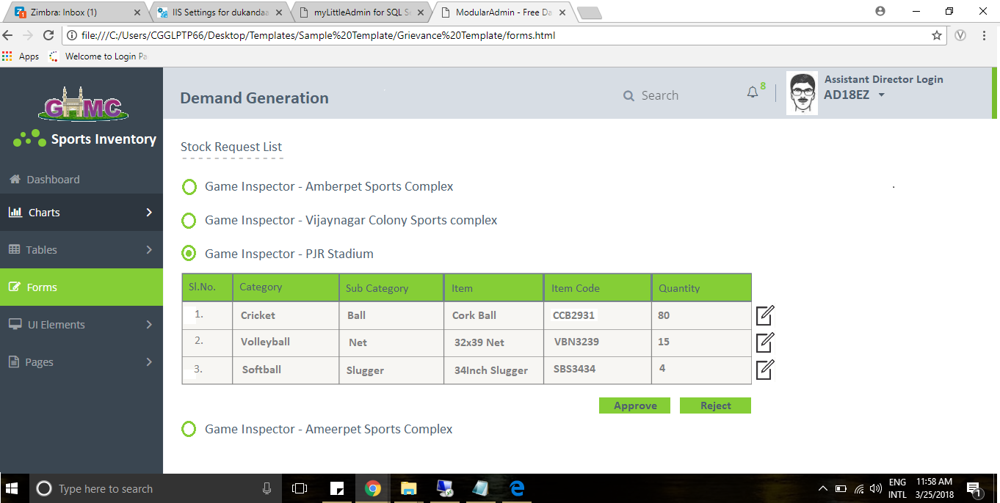 Zimbra: Inbox (1)
IIS Settings for dukandaa
myLittleAdmin for SQL S
ModularAdmin - Free Da
file:///C:/Users/CGGLPTP66/Desktop/Templates/Sample%20Template/Grievance%20Template/forms.html
Apps
Welcome to Login Pa
GHMC
Sports Inventory
Demand Generation
Search
8
Assistant Director Login
AD18EZ
Dashboard
Charts
Tables
Forms
UI Elements
Pages
Stock Request List
Game Inspector - Amberpet Sports Complex
Game Inspector - Vijaynagar Colony Sports complex
Game Inspector - PJR Stadium
Sl.No. Category Sub Category Item Item Code Quantity
1. Cricket Ball Cork Ball CCB2931 80
2. Volleyball Net 32x39 Net VBN3239 15
3. Softball Slugger 34Inch Slugger SBS3434 4
Approve Reject
Game Inspector - Ameerpet Sports Complex
Type here to search
ENG
INTL
11:58 AM
3/25/2018
1